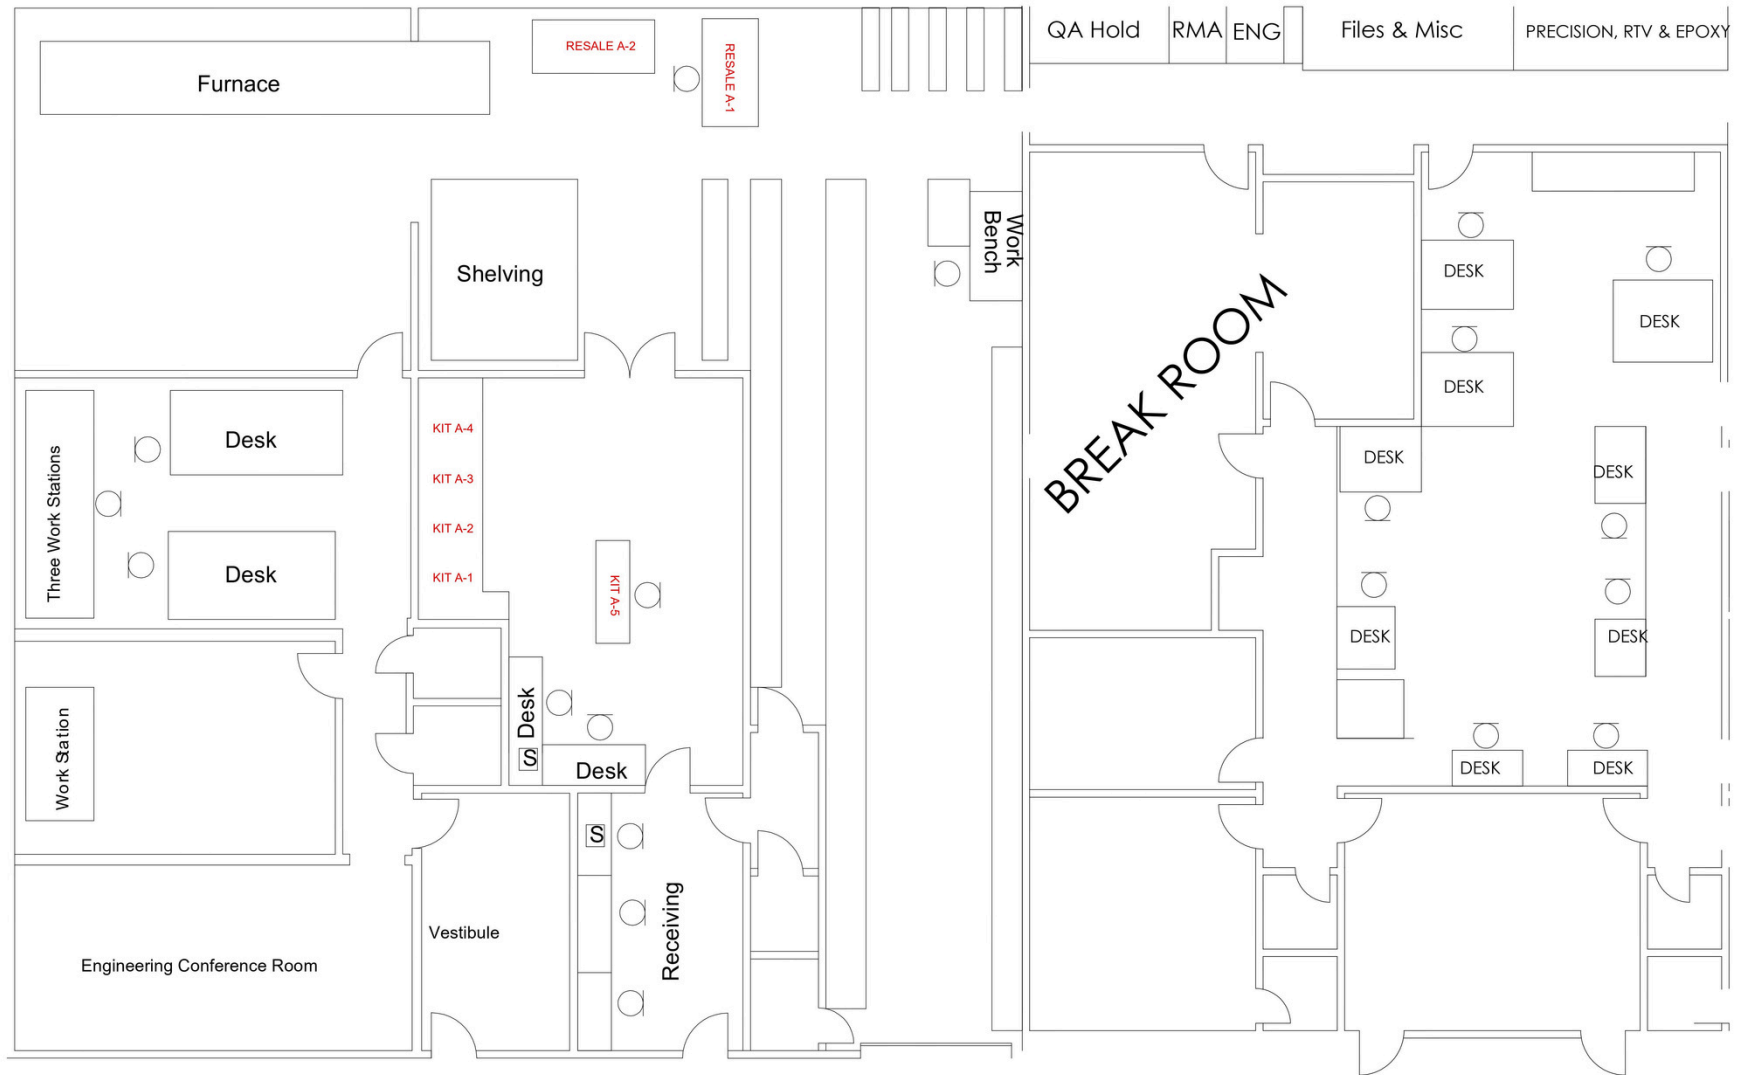 QA Hold
RMA
ENG
Files & Misc
PRECISION, RTV & EPOXY
RESALE A-2
RESALE A-1
Furnace
Work
Bench
Shelving
DESK
DESK
DESK
BREAK ROOM
KIT A-4
KIT A-3
KIT A-2
KIT A-1
KIT A-5
Three Work Stations
Desk
Desk
DESK
DESK
DESK
DESK
Desk
S
Desk
Work Station
DESK
DESK
S
Receiving
Vestibule
Engineering Conference Room